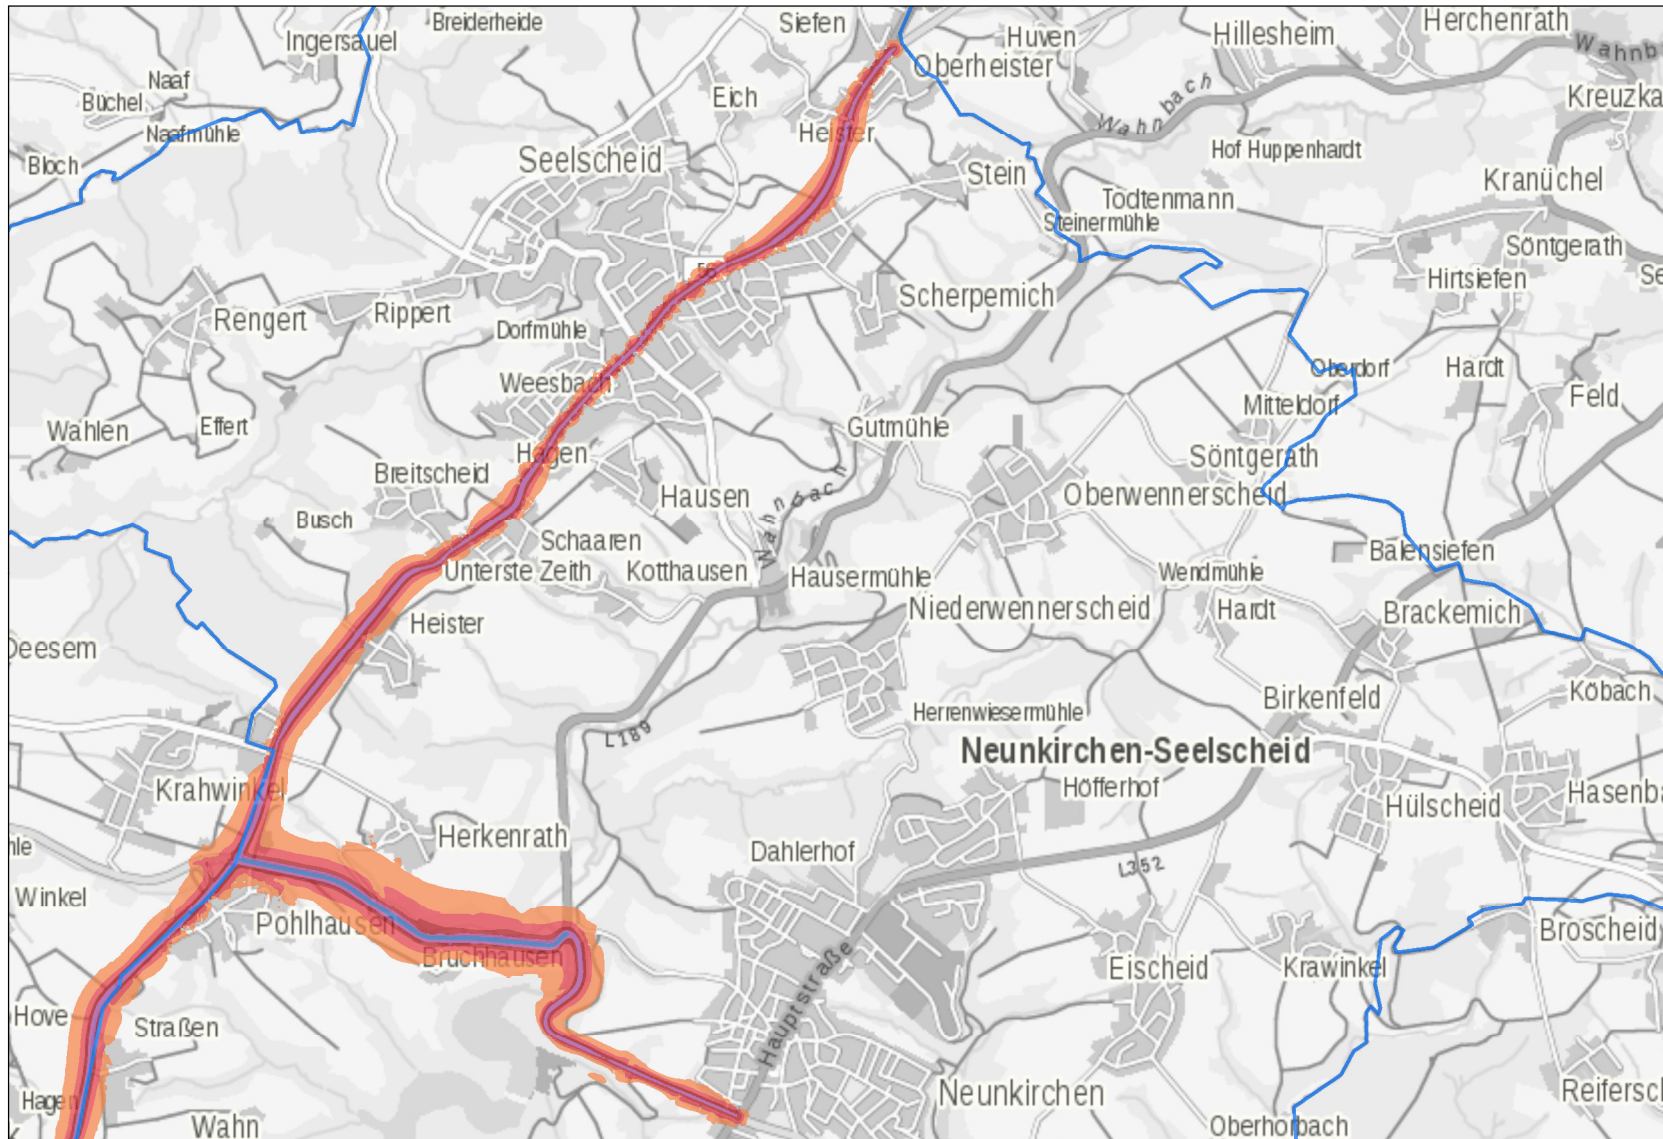 Ingersauel
Breiderheide
Siefen
Huven
Hillesheim
Herchenrath
Naaf
Büchel
Naafmühle
Bloch
Eich
Oberheister
Wahnbach
Kreuzka
Heister
Seelscheid
Stein
Hof Huppenhardt
Todtenmann
Kranüchel
Steinermühle
Söntgerath
Rengert
Rippert
Dorfmühle
56
Scherpemich
Hirtsiefen
Se
Weesbach
Oberdorf
Hardt
Feld
Mitteldorf
Wahlen
Effert
Gutmühle
Hagen
Breitscheid
Söntgerath
Busch
Hausen
Wahnbach
Oberwennerscheid
Schaaren
Balensiefen
Unterste Zeith
Kotthausen
Hausermühle
Wendmühle
Niederwennerscheid
Hardt
Brackemich
Heister
Deesem
Birkenfeld
Köbach
L189
Herrenwiesermühle
Neunkirchen-Seelscheid
Krahwinkel
Höfferhof
Hülscheid
Hasenba
Herkenrath
Dahlerhof
L352
Winkel
Pohlhausen
Bruchhausen
Hauptstraße
Eischeid
Krawinkel
Broscheid
Hove
Straßen
Hagen
Wahn
Neunkirchen
Oberhorbach
Reifersch